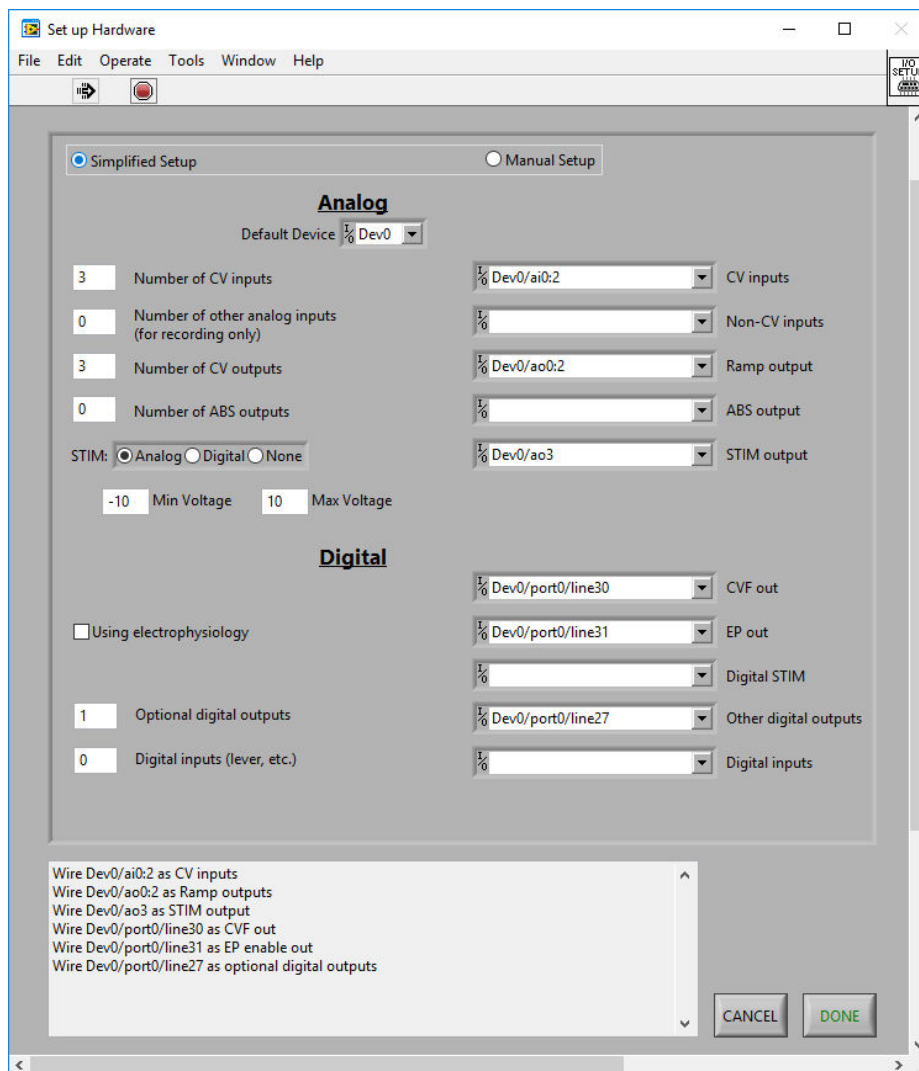 Set up Hardware
File Edit Operate Tools Window Help
I/O
SETUP
Simplified Setup Manual Setup
Analog
Default Device I/O Dev0
3 Number of CV inputs I/O Dev0/ai0:2 CV inputs
0 Number of other analog inputs
(for recording only) I/O Non-CV inputs
3 Number of CV outputs I/O Dev0/ao0:2 Ramp output
0 Number of ABS outputs I/O ABS output
STIM: Analog Digital None I/O Dev0/ao3 STIM output
-10 Min Voltage 10 Max Voltage
Digital
I/O Dev0/port0/line30 CVF out
Using electrophysiology I/O Dev0/port0/line31 EP out
I/O Digital STIM
1 Optional digital outputs I/O Dev0/port0/line27 Other digital outputs
0 Digital inputs (lever, etc.) I/O Digital inputs
Wire Dev0/ai0:2 as CV inputs
Wire Dev0/ao0:2 as Ramp outputs
Wire Dev0/ao3 as STIM output
Wire Dev0/port0/line30 as CVF out
Wire Dev0/port0/line31 as EP enable out
Wire Dev0/port0/line27 as optional digital outputs
CANCEL DONE